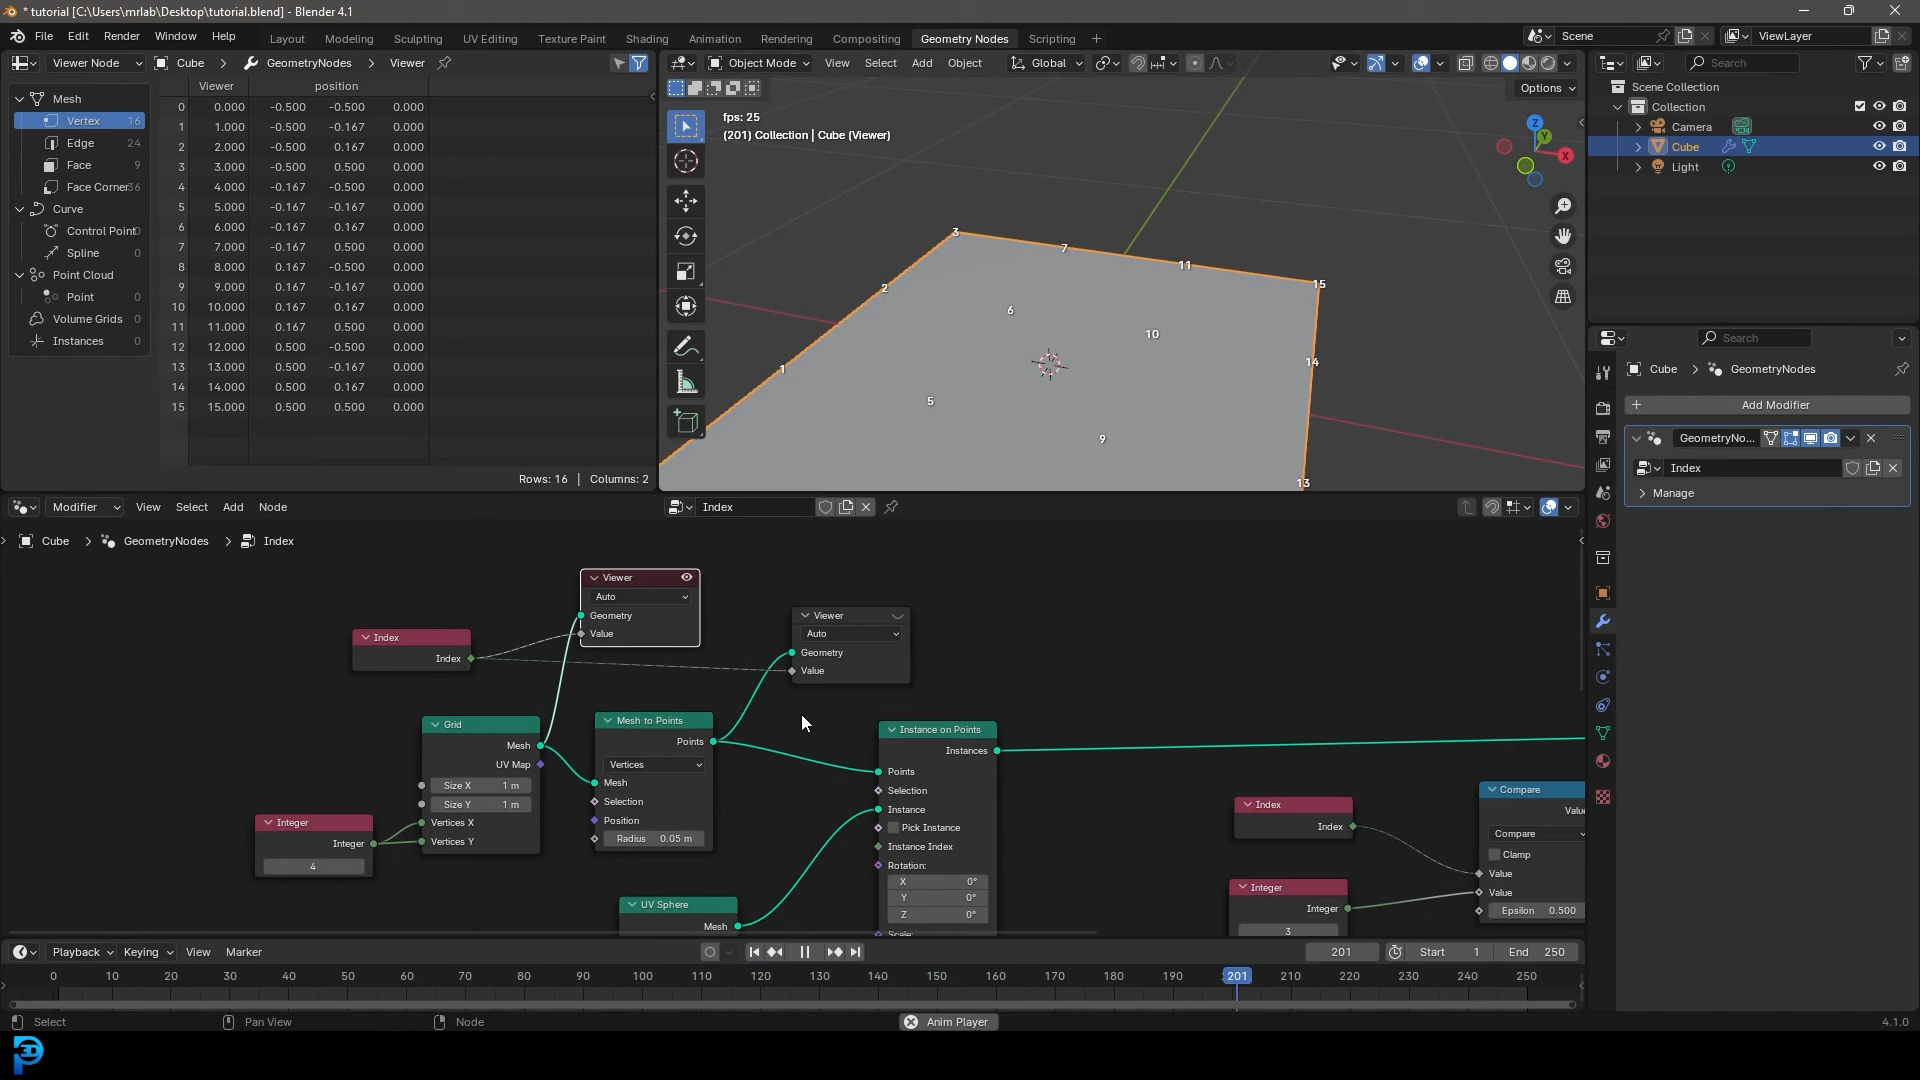 * tutorial [C:\Users\mrlab\Desktop\tutorial.blend] - Blender 4.1
File Edit Render Window Help Layout Modeling Sculpting UV Editing Texture Paint Shading Animation Rendering Compositing Geometry Nodes Scripting + Scene ViewLayer
Viewer Node Cube > GeometryNodes > Viewer
Object Mode View Select Add Object Global
Search
Options
Viewer position
Mesh
Vertex 16
Edge 24
Face 9
Face Corner 36
Curve
Control Point 0
Spline 0
Point Cloud
Point 0
Volume Grids 0
Instances 0
0 0.000 -0.500 -0.500 0.000
1 1.000 -0.500 -0.167 0.000
2 2.000 -0.500 0.167 0.000
3 3.000 -0.500 0.500 0.000
4 4.000 -0.167 -0.500 0.000
5 5.000 -0.167 -0.167 0.000
6 6.000 -0.167 0.167 0.000
7 7.000 -0.167 0.500 0.000
8 8.000 0.167 -0.500 0.000
9 9.000 0.167 -0.167 0.000
10 10.000 0.167 0.167 0.000
11 11.000 0.167 0.500 0.000
12 12.000 0.500 -0.500 0.000
13 13.000 0.500 -0.167 0.000
14 14.000 0.500 0.167 0.000
15 15.000 0.500 0.500 0.000
Rows: 16 | Columns: 2
fps: 25
(201) Collection | Cube (Viewer)
Z
Y
X
3
7
11
15
2
6
10
1
14
5
9
13
Scene Collection
Collection
Camera
Cube
Light
Search
Cube > GeometryNodes
+ Add Modifier
GeometryNo...
Index
Manage
Modifier View Select Add Node Index
Cube > GeometryNodes > Index
Viewer
Auto
Geometry
Value
Index
Index
Viewer
Auto
Geometry
Value
Grid
Mesh
UV Map
Size X 1 m
Size Y 1 m
Vertices X
Vertices Y
Integer
Integer
4
Mesh to Points
Points
Vertices
Mesh
Selection
Position
Radius 0.05 m
UV Sphere
Mesh
Instance on Points
Instances
Points
Selection
Instance
Pick Instance
Instance Index
Rotation:
X 0°
Y 0°
Z 0°
Scale:
Index
Index
Integer
Integer
3
Compare
Value
Compare
Clamp
Value
Value
Epsilon 0.500
Playback Keying View Marker 201 Start 1 End 250
0 10 20 30 40 50 60 70 80 90 100 110 120 130 140 150 160 170 180 190 201 210 220 230 240 250
Select Pan View Node Anim Player 4.1.0